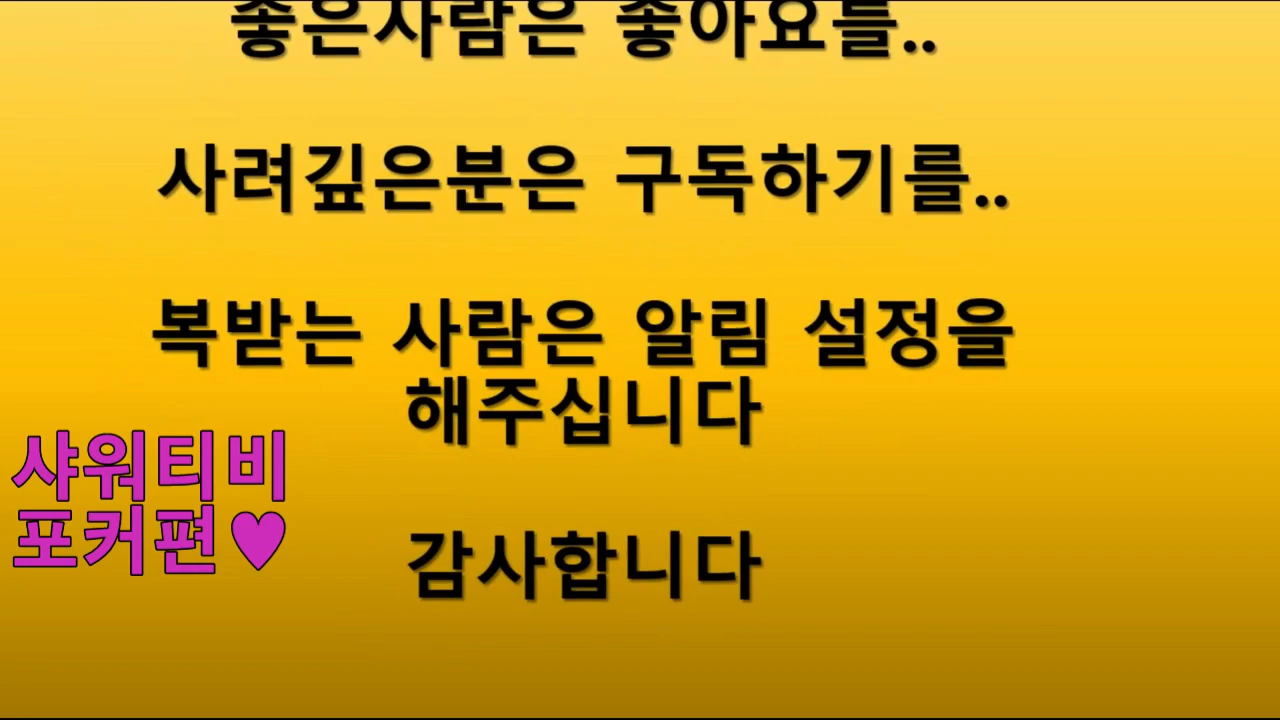 좋은사람은 좋아요를..
사려깊은분은 구독하기를..
복받는 사람은 알림 설정을
해주십니다
감사합니다
샤워티비
포커편♥